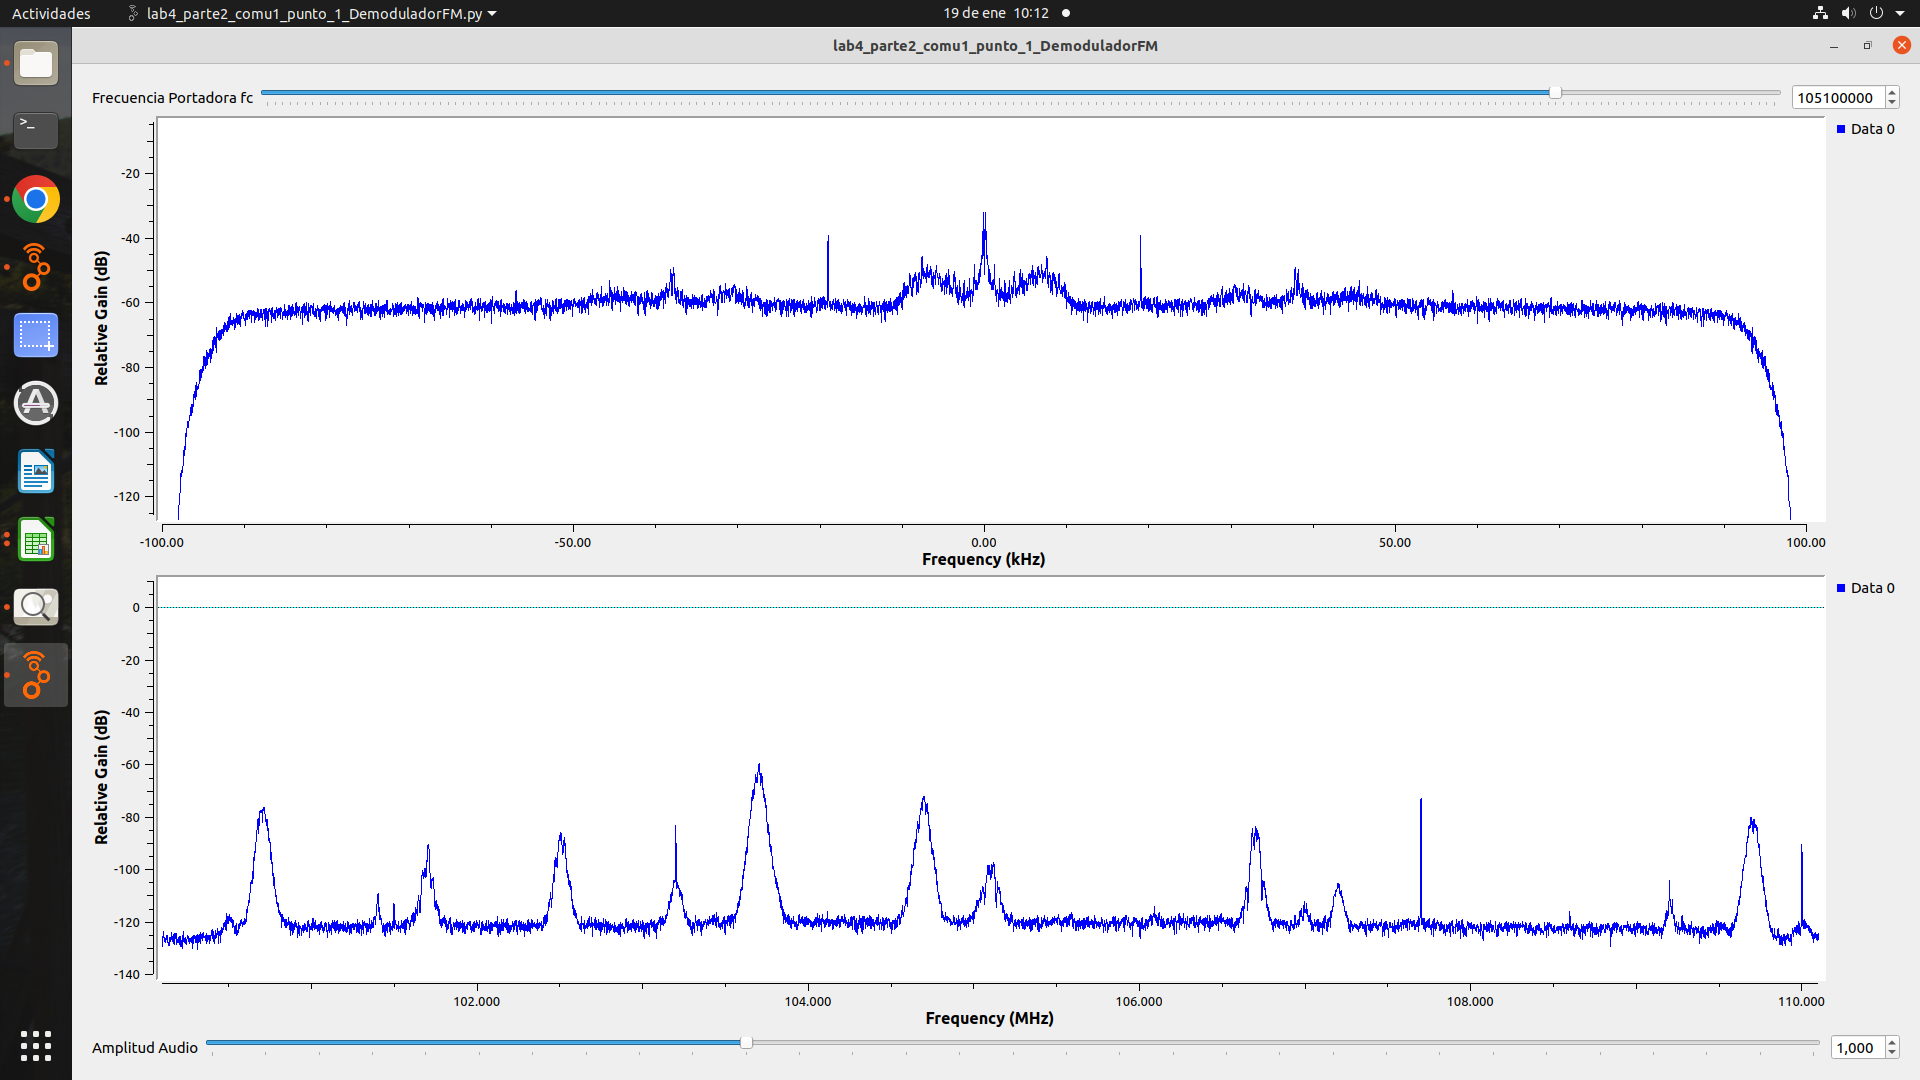 Actividades
lab4_parte2_comu1_punto_1_DemoduladorFM.py
19 de ene 10:12
lab4_parte2_comu1_punto_1_DemoduladorFM
Frecuencia Portadora fc
105100000
Data 0
Relative Gain (dB)
-20
-40
-60
-80
-100
-120
-100.00
-50.00
0.00
50.00
100.00
Frequency (kHz)
Data 0
Relative Gain (dB)
0
-20
-40
-60
-80
-100
-120
-140
102.000
104.000
106.000
108.000
110.000
Frequency (MHz)
Amplitud Audio
1,000